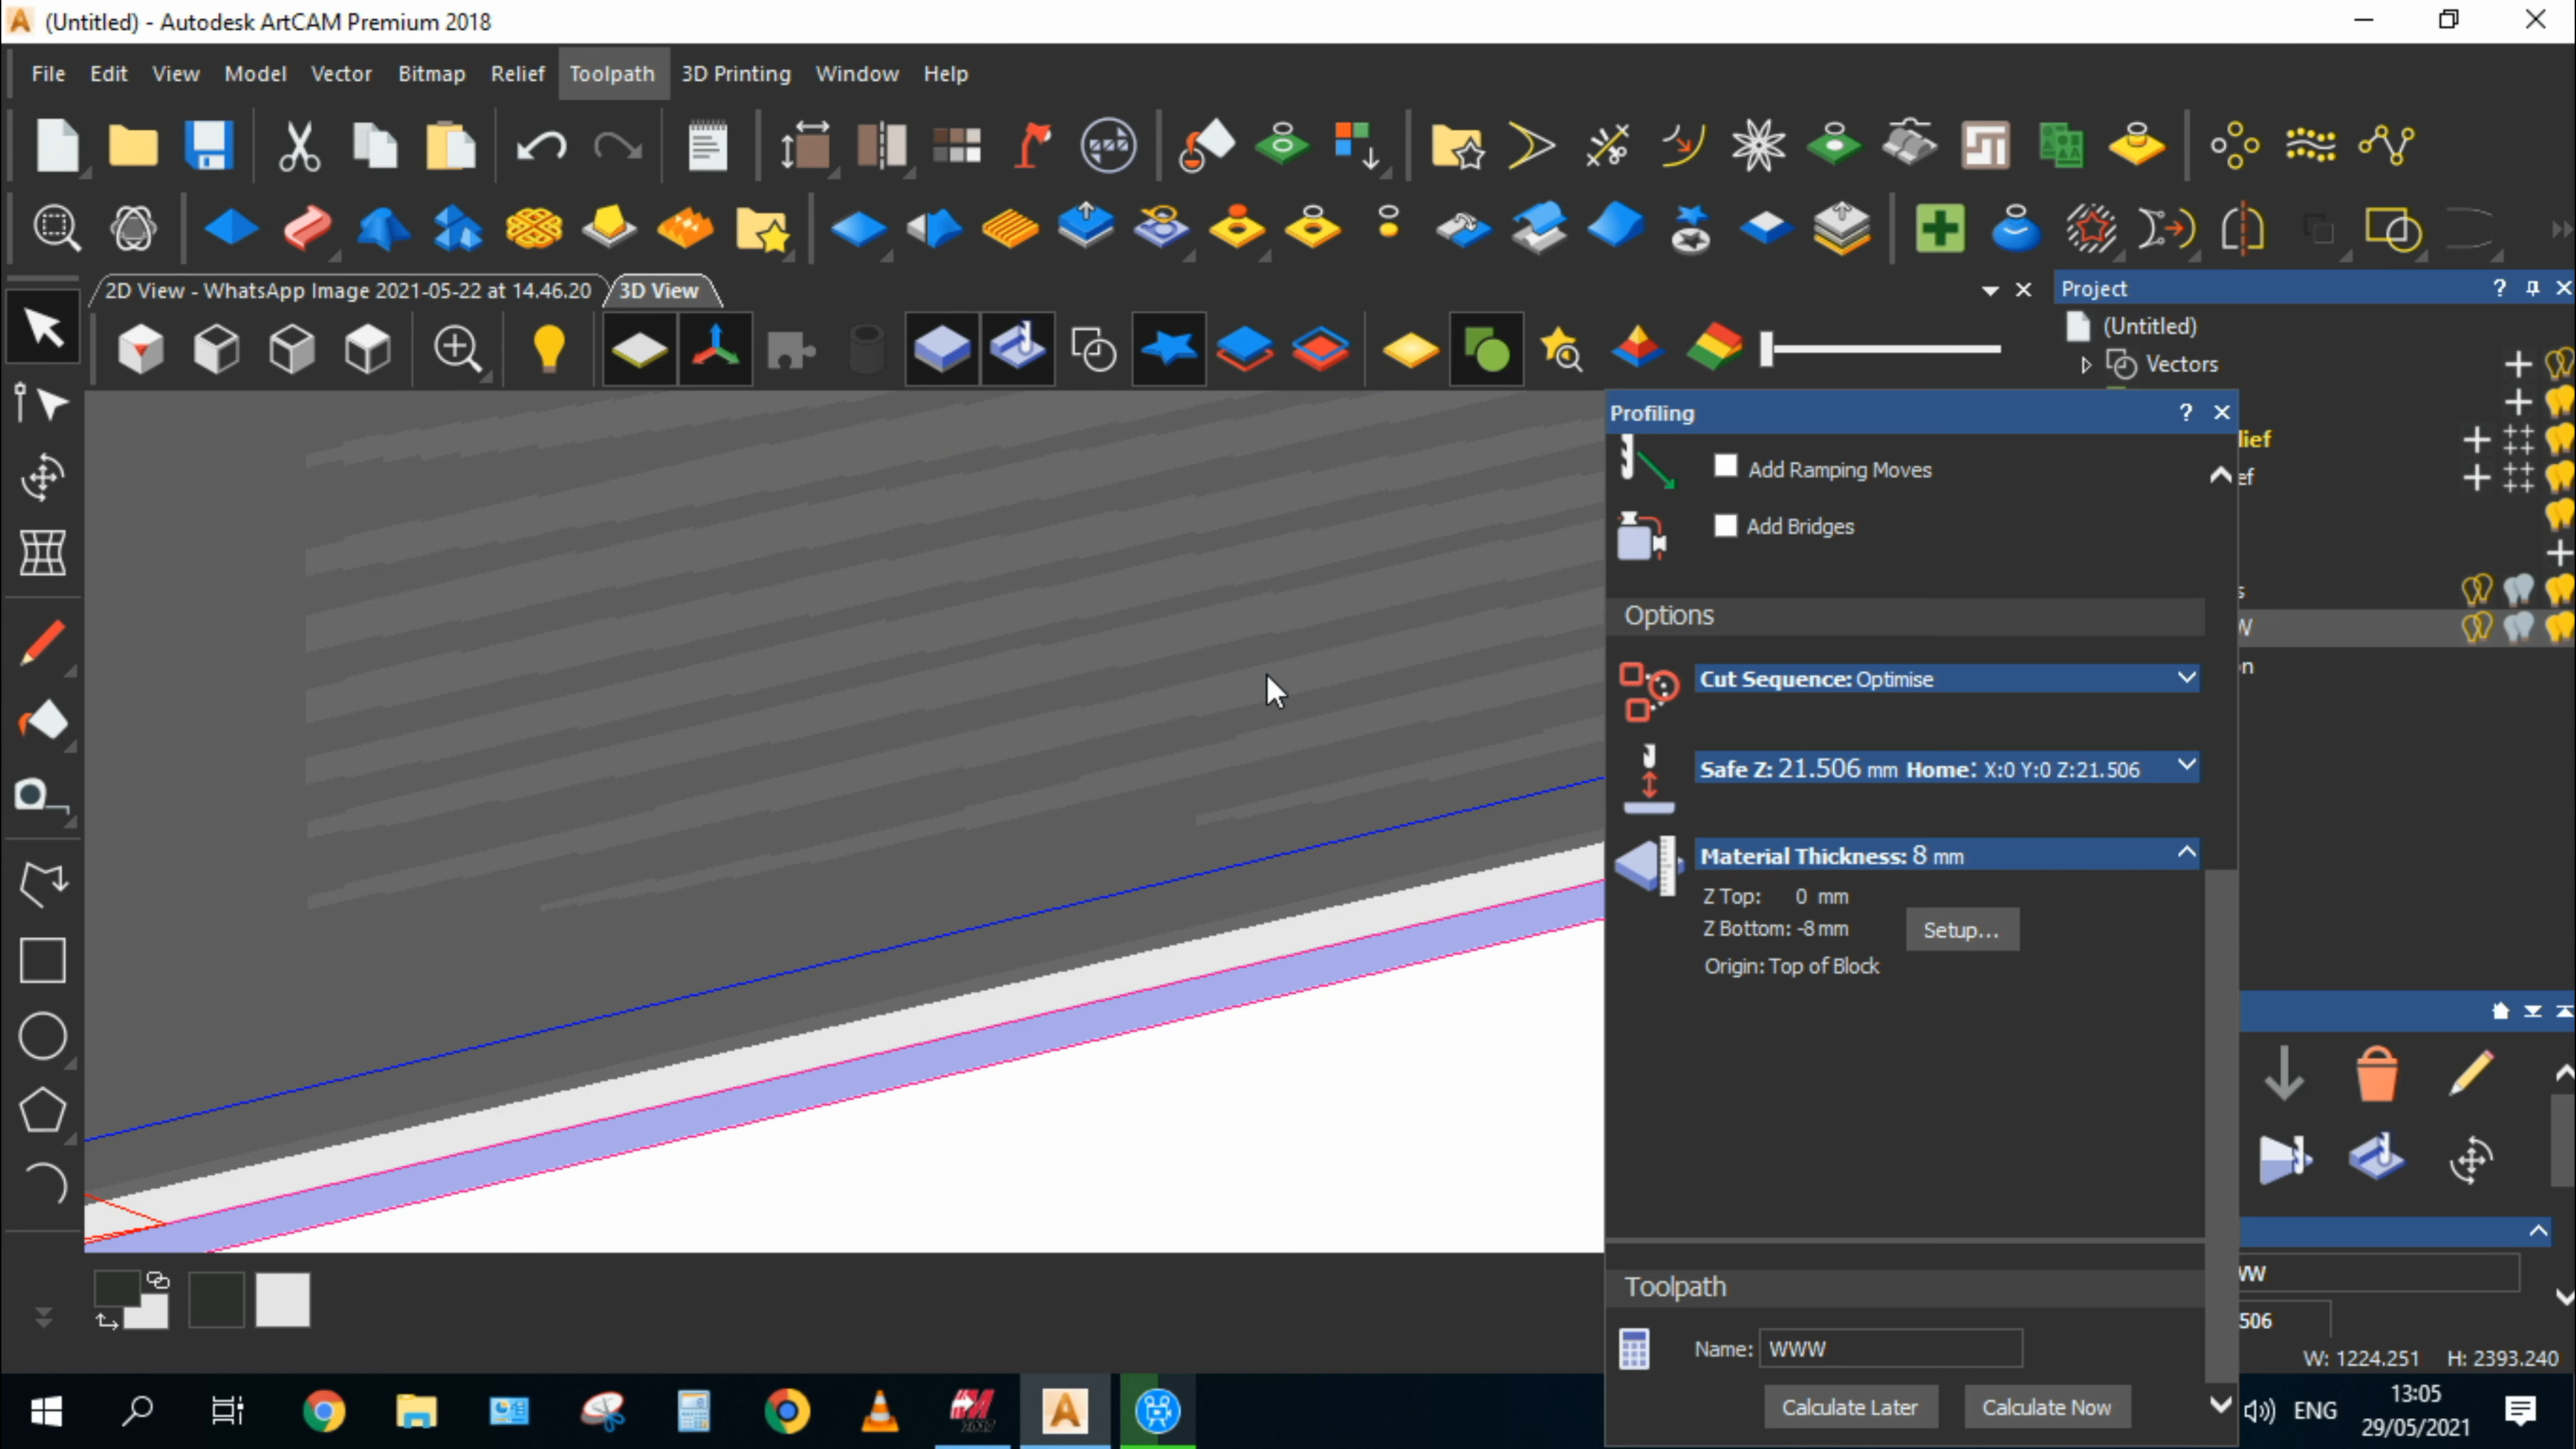 (Untitled) - Autodesk ArtCAM Premium 2018
File Edit View Model Vector Bitmap Relief Toolpath 3D Printing Window Help
2D View - WhatsApp Image 2021-05-22 at 14.46.20 3D View
Project
(Untitled)
Vectors
Profiling
lief
ef
Add Ramping Moves
Add Bridges
s
W
n
Options
Cut Sequence: Optimise
Safe Z: 21.506 mm Home: X:0 Y:0 Z:21.506
Material Thickness: 8 mm
Z Top: 0 mm
Z Bottom: -8 mm
Setup...
Origin: Top of Block
Toolpath
Name: WWW
Calculate Later Calculate Now
506
W: 1224.251 H: 2393.240
ENG
13:05
29/05/2021